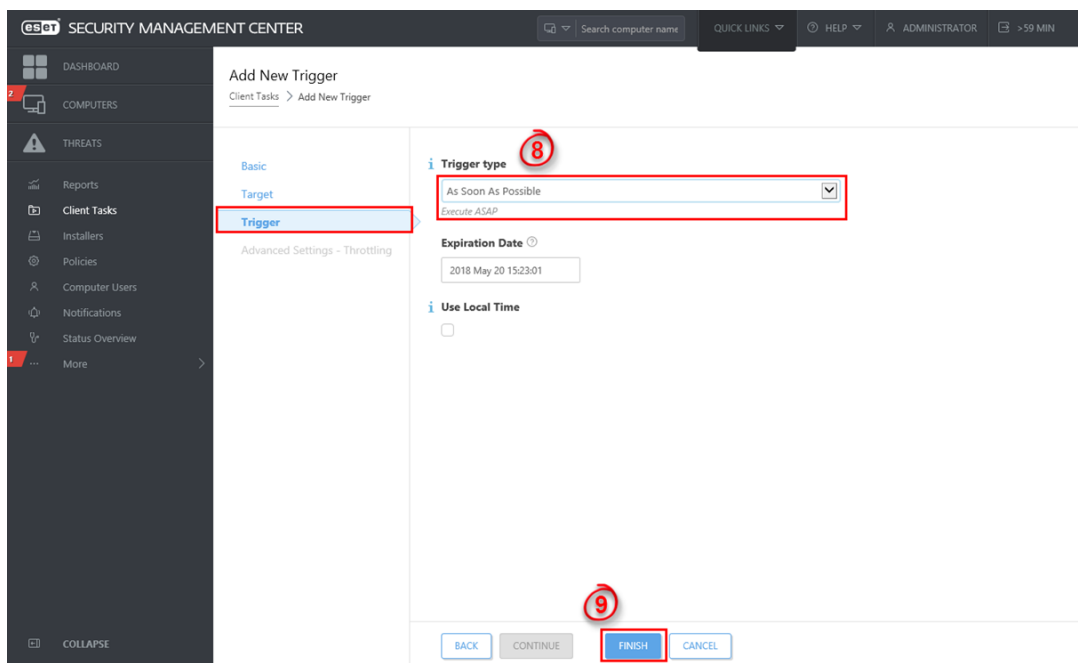 eset SECURITY MANAGEMENT CENTER
Search computer name
QUICK LINKS
HELP
ADMINISTRATOR
>59 MIN
DASHBOARD
2
COMPUTERS
THREATS
Reports
Client Tasks
Installers
Policies
Computer Users
Notifications
Status Overview
1
More
COLLAPSE
Add New Trigger
Client Tasks > Add New Trigger
Basic
Target
Trigger
Advanced Settings - Throttling
8
Trigger type
As Soon As Possible
Execute ASAP
Expiration Date
2018 May 20 15:23:01
Use Local Time
9
BACK
CONTINUE
FINISH
CANCEL